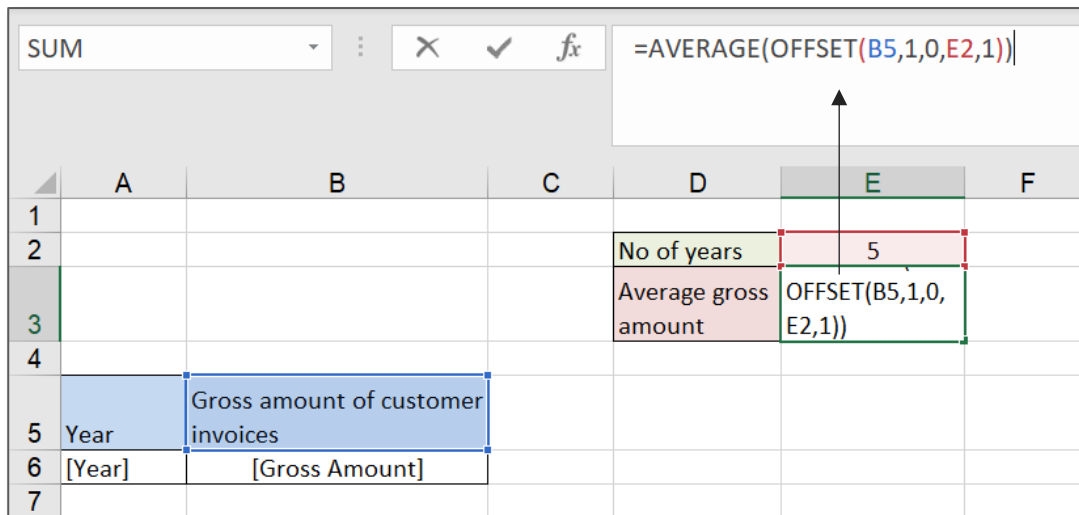 SUM
fx
=AVERAGE(OFFSET(B5,1,0,E2,1))
A B C D E F
1
2 No of years 5
3 Average gross amount OFFSET(B5,1,0,
E2,1))
4
5 Year Gross amount of customer
invoices
6 [Year] [Gross Amount]
7